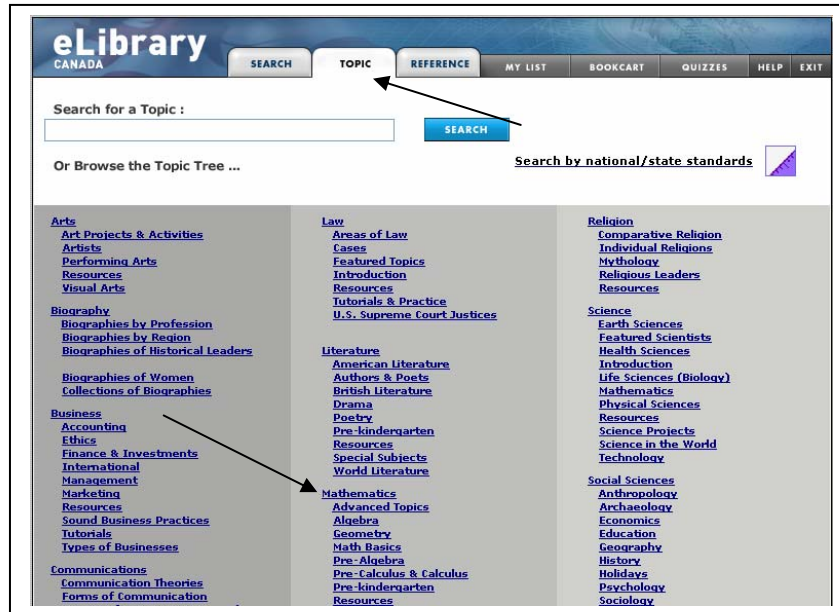 eLibrary
CANADA
SEARCH
TOPIC
REFERENCE
MY LIST
BOOKCART
QUIZZES
HELP
EXIT
Search for a Topic :
SEARCH
Or Browse the Topic Tree ...
Search by national/state standards
Arts
Art Projects & Activities
Artists
Performing Arts
Resources
Visual Arts
Biography
Biographies by Profession
Biographies by Region
Biographies of Historical Leaders
Biographies of Women
Collections of Biographies
Business
Accounting
Ethics
Finance & Investments
International
Management
Marketing
Resources
Sound Business Practices
Tutorials
Types of Businesses
Communications
Communication Theories
Forms of Communication
Law
Areas of Law
Cases
Featured Topics
Introduction
Resources
Tutorials & Practice
U.S. Supreme Court Justices
Literature
American Literature
Authors & Poets
British Literature
Drama
Poetry
Pre-kindergarten
Resources
Special Subjects
World Literature
Mathematics
Advanced Topics
Algebra
Geometry
Math Basics
Pre-Algebra
Pre-Calculus & Calculus
Pre-kindergarten
Resources
Religion
Comparative Religion
Individual Religions
Mythology
Religious Leaders
Resources
Science
Earth Sciences
Featured Scientists
Health Sciences
Introduction
Life Sciences (Biology)
Mathematics
Physical Sciences
Resources
Science Projects
Science in the World
Technology
Social Sciences
Anthropology
Archaeology
Economics
Education
Geography
History
Holidays
Psychology
Sociology